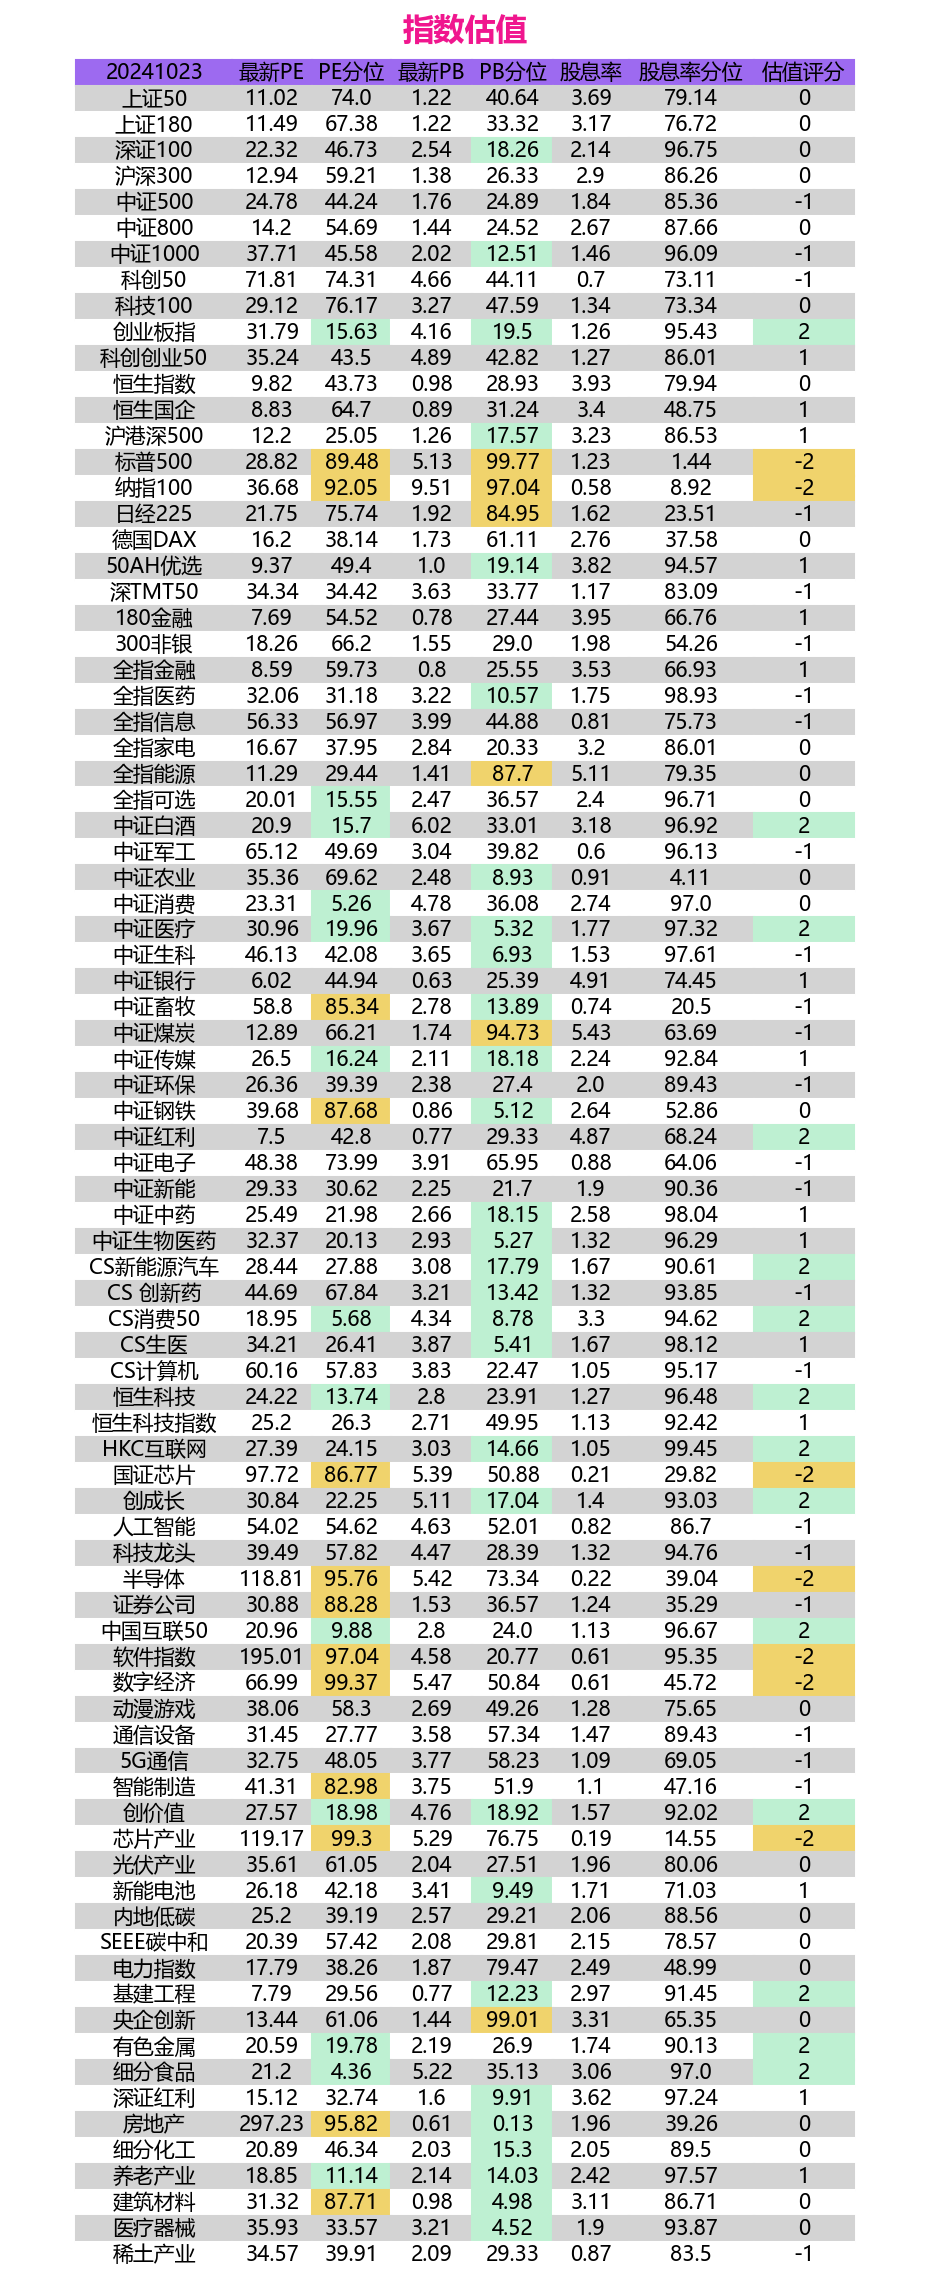 指数估值
20241023 最新PE PE分位 最新PB PB分位 股息率 股息率分位 估值评分
上证50 11.02 74.0 1.22 40.64 3.69 79.14 0
上证180 11.49 67.38 1.22 33.32 3.17 76.72 0
深证100 22.32 46.73 2.54 18.26 2.14 96.75 0
沪深300 12.94 59.21 1.38 26.33 2.9 86.26 0
中证500 24.78 44.24 1.76 24.89 1.84 85.36 -1
中证800 14.2 54.69 1.44 24.52 2.67 87.66 0
中证1000 37.71 45.58 2.02 12.51 1.46 96.09 -1
科创50 71.81 74.31 4.66 44.11 0.7 73.11 -1
科技100 29.12 76.17 3.27 47.59 1.34 73.34 0
创业板指 31.79 15.63 4.16 19.5 1.26 95.43 2
科创创业50 35.24 43.5 4.89 42.82 1.27 86.01 1
恒生指数 9.82 43.73 0.98 28.93 3.93 79.94 0
恒生国企 8.83 64.7 0.89 31.24 3.4 48.75 1
沪港深500 12.2 25.05 1.26 17.57 3.23 86.53 1
标普500 28.82 89.48 5.13 99.77 1.23 1.44 -2
纳指100 36.68 92.05 9.51 97.04 0.58 8.92 -2
日经225 21.75 75.74 1.92 84.95 1.62 23.51 -1
德国DAX 16.2 38.14 1.73 61.11 2.76 37.58 0
50AH优选 9.37 49.4 1.0 19.14 3.82 94.57 1
深TMT50 34.34 34.42 3.63 33.77 1.17 83.09 -1
180金融 7.69 54.52 0.78 27.44 3.95 66.76 1
300非银 18.26 66.2 1.55 29.0 1.98 54.26 -1
全指金融 8.59 59.73 0.8 25.55 3.53 66.93 1
全指医药 32.06 31.18 3.22 10.57 1.75 98.93 -1
全指信息 56.33 56.97 3.99 44.88 0.81 75.73 -1
全指家电 16.67 37.95 2.84 20.33 3.2 86.01 0
全指能源 11.29 29.44 1.41 87.7 5.11 79.35 0
全指可选 20.01 15.55 2.47 36.57 2.4 96.71 0
中证白酒 20.9 15.7 6.02 33.01 3.18 96.92 2
中证军工 65.12 49.69 3.04 39.82 0.6 96.13 -1
中证农业 35.36 69.62 2.48 8.93 0.91 4.11 0
中证消费 23.31 5.26 4.78 36.08 2.74 97.0 0
中证医疗 30.96 19.96 3.67 5.32 1.77 97.32 2
中证生科 46.13 42.08 3.65 6.93 1.53 97.61 -1
中证银行 6.02 44.94 0.63 25.39 4.91 74.45 1
中证畜牧 58.8 85.34 2.78 13.89 0.74 20.5 -1
中证煤炭 12.89 66.21 1.74 94.73 5.43 63.69 -1
中证传媒 26.5 16.24 2.11 18.18 2.24 92.84 1
中证环保 26.36 39.39 2.38 27.4 2.0 89.43 -1
中证钢铁 39.68 87.68 0.86 5.12 2.64 52.86 0
中证红利 7.5 42.8 0.77 29.33 4.87 68.24 2
中证电子 48.38 73.99 3.91 65.95 0.88 64.06 -1
中证新能 29.33 30.62 2.25 21.7 1.9 90.36 -1
中证中药 25.49 21.98 2.66 18.15 2.58 98.04 1
中证生物医药 32.37 20.13 2.93 5.27 1.32 96.29 1
CS新能源汽车 28.44 27.88 3.08 17.79 1.67 90.61 2
CS 创新药 44.69 67.84 3.21 13.42 1.32 93.85 -1
CS消费50 18.95 5.68 4.34 8.78 3.3 94.62 2
CS生医 34.21 26.41 3.87 5.41 1.67 98.12 1
CS计算机 60.16 57.83 3.83 22.47 1.05 95.17 -1
恒生科技 24.22 13.74 2.8 23.91 1.27 96.48 2
恒生科技指数 25.2 26.3 2.71 49.95 1.13 92.42 1
HKC互联网 27.39 24.15 3.03 14.66 1.05 99.45 2
国证芯片 97.72 86.77 5.39 50.88 0.21 29.82 -2
创成长 30.84 22.25 5.11 17.04 1.4 93.03 2
人工智能 54.02 54.62 4.63 52.01 0.82 86.7 -1
科技龙头 39.49 57.82 4.47 28.39 1.32 94.76 -1
半导体 118.81 95.76 5.42 73.34 0.22 39.04 -2
证券公司 30.88 88.28 1.53 36.57 1.24 35.29 -1
中国互联50 20.96 9.88 2.8 24.0 1.13 96.67 2
软件指数 195.01 97.04 4.58 20.77 0.61 95.35 -2
数字经济 66.99 99.37 5.47 50.84 0.61 45.72 -2
动漫游戏 38.06 58.3 2.69 49.26 1.28 75.65 0
通信设备 31.45 27.77 3.58 57.34 1.47 89.43 -1
5G通信 32.75 48.05 3.77 58.23 1.09 69.05 -1
智能制造 41.31 82.98 3.75 51.9 1.1 47.16 -1
创价值 27.57 18.98 4.76 18.92 1.57 92.02 2
芯片产业 119.17 99.3 5.29 76.75 0.19 14.55 -2
光伏产业 35.61 61.05 2.04 27.51 1.96 80.06 0
新能电池 26.18 42.18 3.41 9.49 1.71 71.03 1
内地低碳 25.2 39.19 2.57 29.21 2.06 88.56 0
SEEE碳中和 20.39 57.42 2.08 29.81 2.15 78.57 0
电力指数 17.79 38.26 1.87 79.47 2.49 48.99 0
基建工程 7.79 29.56 0.77 12.23 2.97 91.45 2
央企创新 13.44 61.06 1.44 99.01 3.31 65.35 0
有色金属 20.59 19.78 2.19 26.9 1.74 90.13 2
细分食品 21.2 4.36 5.22 35.13 3.06 97.0 2
深证红利 15.12 32.74 1.6 9.91 3.62 97.24 1
房地产 297.23 95.82 0.61 0.13 1.96 39.26 0
细分化工 20.89 46.34 2.03 15.3 2.05 89.5 0
养老产业 18.85 11.14 2.14 14.03 2.42 97.57 1
建筑材料 31.32 87.71 0.98 4.98 3.11 86.71 0
医疗器械 35.93 33.57 3.21 4.52 1.9 93.87 0
稀土产业 34.57 39.91 2.09 29.33 0.87 83.5 -1